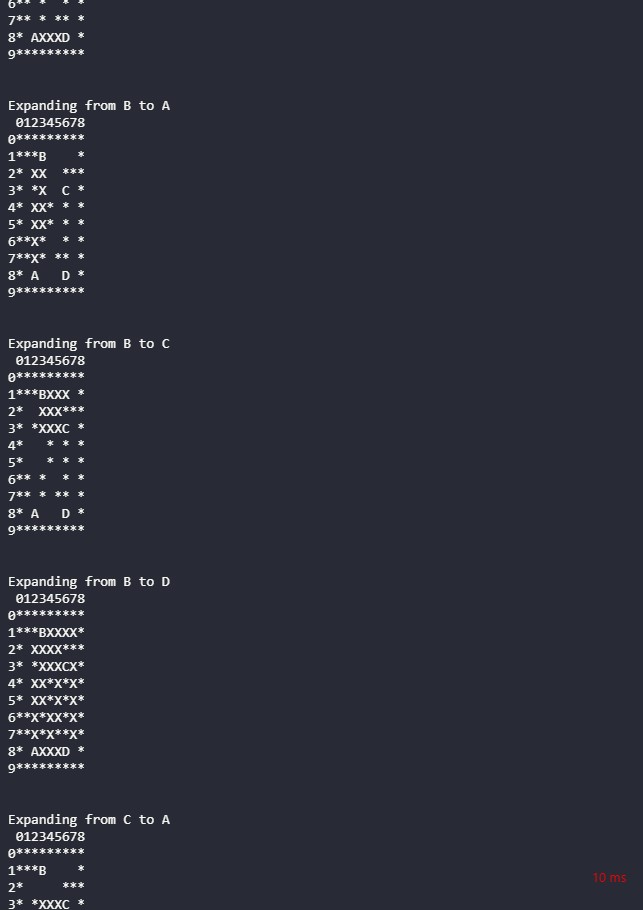 6** *  * *
7** * ** *
8* AXXXD *
9*********
Expanding from B to A
 012345678
0*********
1***B    *
2* XX  ***
3* *X  C *
4* XX* * *
5* XX* * *
6**X*  * *
7**X* ** *
8* A   D *
9*********
Expanding from B to C
 012345678
0*********
1***BXXX *
2*  XXX***
3* *XXXC *
4*   * * *
5*   * * *
6** *  * *
7** * ** *
8* A   D *
9*********
Expanding from B to D
 012345678
0*********
1***BXXXX*
2* XXXX***
3* *XXXCX*
4* XX*X*X*
5* XX*X*X*
6**X*XX*X*
7**X*X**X*
8* AXXXD *
9*********
Expanding from C to A
 012345678
0*********
1***B    *
2*     ***
3* *XXXC *
10 ms